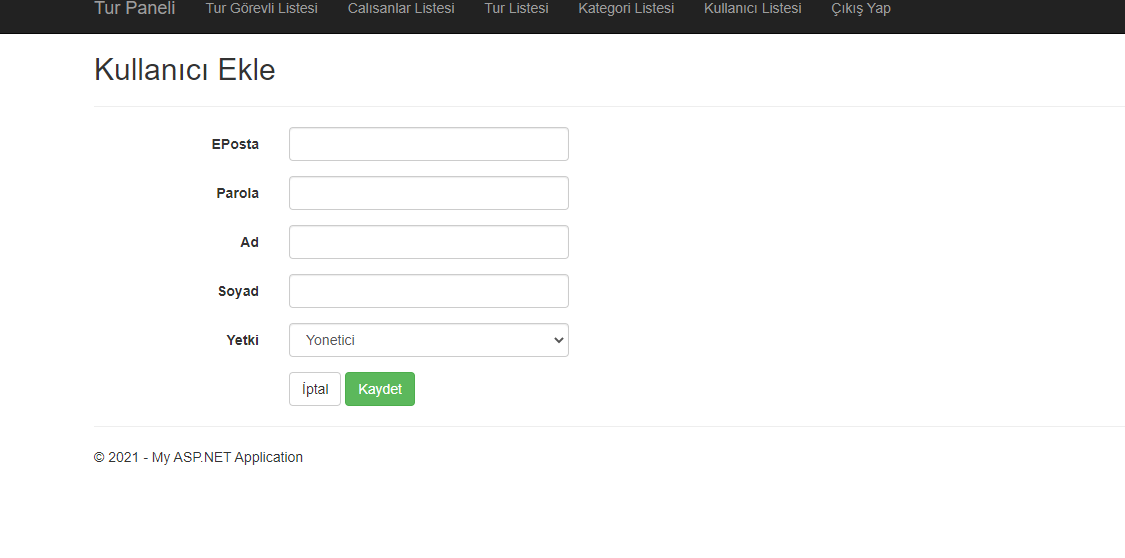 Tur Paneli Tur Görevli Listesi Calısanlar Listesi Tur Listesi Kategori Listesi Kullanıcı Listesi Çıkış Yap
Kullanıcı Ekle
EPosta
Parola
Ad
Soyad
Yetki Yonetici
İptal Kaydet
© 2021 - My ASP.NET Application